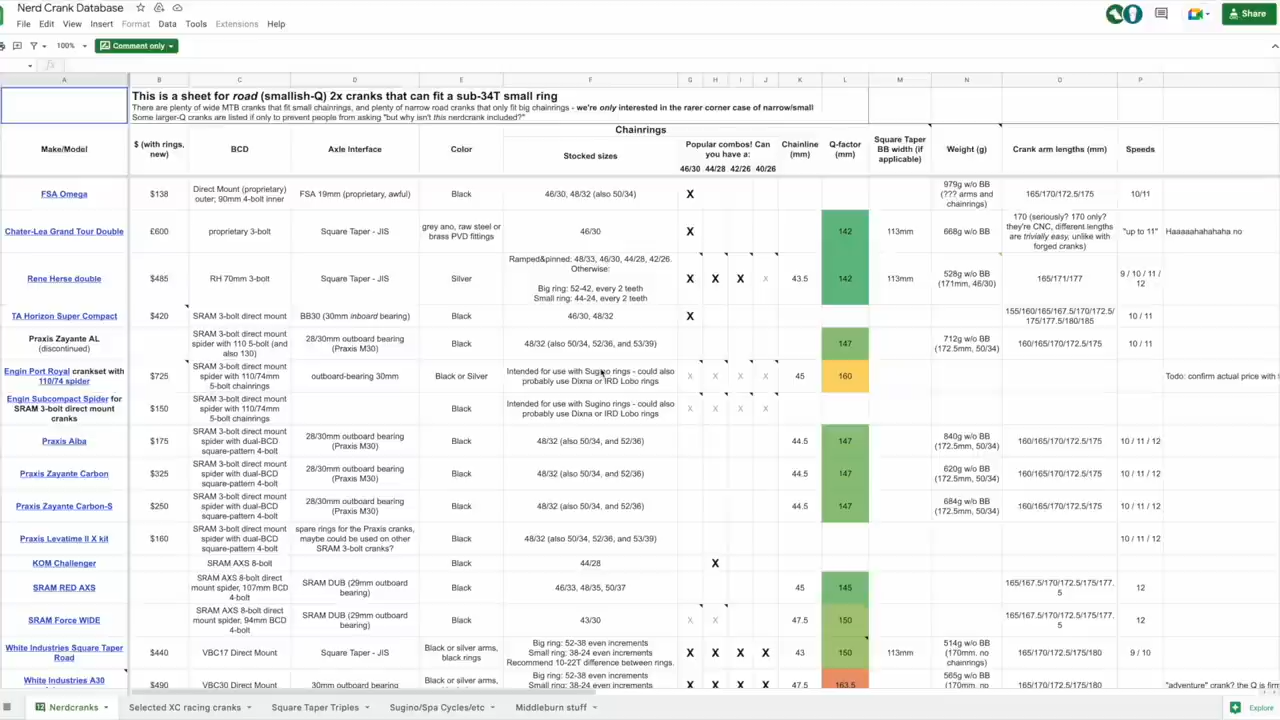 Nerd Crank Database
File Edit View Insert Format Data Tools Extensions Help
100% Comment only Share
fx
A B C D E F G H I J K L M N O P
This is a sheet for road (smallish-Q) 2x cranks that can fit a sub-34T small ring
There are plenty of wide MTB cranks that fit small chainrings, and plenty of narrow road cranks that only fit big chainrings - we're only interested in the rarer corner case of narrow/small
Some larger-Q cranks are listed if only to prevent people from asking "but why isn't this nerdcrank included?"
Chainrings
Make/Model
$ (with rings, new)
BCD
Axle Interface
Color
Stocked sizes
Popular combos! Can you have a:
46/30 44/28 42/26 40/26
Chainline (mm)
Q-factor (mm)
Square Taper BB width (if applicable)
Weight (g)
Crank arm lengths (mm)
Speeds
FSA Omega $138 Direct Mount (proprietary) outer; 90mm 4-bolt inner FSA 19mm (proprietary, awful) Black 46/30, 48/32 (also 50/34) X 979g w/o BB (??? arms and chainrings) 165/170/172.5/175 10/11
Chater-Lea Grand Tour Double £600 proprietary 3-bolt Square Taper - JIS grey ano, raw steel or brass PVD fittings 46/30 X 142 113mm 668g w/o BB 170 (seriously? 170 only? they're CNC, different lengths are trivially easy, unlike with forged cranks) "up to 11" Haaaaahahahaha no
Rene Herse double $485 RH 70mm 3-bolt Square Taper - JIS Silver Ramped&pinned: 48/33, 46/30, 44/28, 42/26. Otherwise: Big ring: 52-42, every 2 teeth Small ring: 44-24, every 2 teeth X X X X 43.5 142 113mm 528g w/o BB (171mm, 46/30) 165/171/177 9 / 10 / 11 / 12
TA Horizon Super Compact $420 SRAM 3-bolt direct mount BB30 (30mm inboard bearing) Black 46/30, 48/32 X 155/160/165/167.5/170/172.5/175/177.5/180/185 10 / 11
Praxis Zayante AL (discontinued) SRAM 3-bolt direct mount spider with 110 5-bolt (and also 130) 28/30mm outboard bearing (Praxis M30) Black 48/32 (also 50/34, 52/36, and 53/39) 147 712g w/o BB (172.5mm, 50/34) 160/165/170/172.5/175 10 / 11
Engin Port Royal crankset with 110/74 spider $725 SRAM 3-bolt direct mount spider with 110/74mm 5-bolt chainrings outboard-bearing 30mm Black or Silver Intended for use with Sugino rings - could also probably use Dixna or IRD Lobo rings X X X X 45 160 Todo: confirm actual price with
Engin Subcompact Spider for SRAM 3-bolt direct mount cranks $150 SRAM 3-bolt direct mount spider with 110/74mm 5-bolt chainrings Black Intended for use with Sugino rings - could also probably use Dixna or IRD Lobo rings X X X X
Praxis Alba $175 SRAM 3-bolt direct mount spider with dual-BCD square-pattern 4-bolt 28/30mm outboard bearing (Praxis M30) Black 48/32 (also 50/34, and 52/36) 44.5 147 840g w/o BB (172.5mm, 50/34) 160/165/170/172.5/175 10 / 11 / 12
Praxis Zayante Carbon $325 SRAM 3-bolt direct mount spider with dual-BCD square-pattern 4-bolt 28/30mm outboard bearing (Praxis M30) Black 48/32 (also 50/34, and 52/36) 44.5 147 620g w/o BB (172.5mm, 50/34) 160/165/170/172.5/175 10 / 11 / 12
Praxis Zayante Carbon-S $250 SRAM 3-bolt direct mount spider with dual-BCD square-pattern 4-bolt 28/30mm outboard bearing (Praxis M30) Black 48/32 (also 50/34, and 52/36) 44.5 147 684g w/o BB (172.5mm, 50/34) 160/165/170/172.5/175 10 / 11 / 12
Praxis Levatime II X kit $160 SRAM 3-bolt direct mount spider with dual-BCD square-pattern 4-bolt spare rings for the Praxis cranks, maybe could be used on other SRAM 3-bolt cranks? Black 48/32 (also 50/34, 52/36, and 53/39) 10 / 11 / 12
KOM Challenger SRAM AXS 8-bolt Black 44/28 X
SRAM RED AXS SRAM AXS 8-bolt direct mount spider, 107mm BCD 4-bolt SRAM DUB (29mm outboard bearing) Black 46/33, 48/35, 50/37 45 145 165/167.5/170/172.5/175/177.5 12
SRAM Force WIDE SRAM AXS 8-bolt direct mount spider, 94mm BCD 4-bolt SRAM DUB (29mm outboard bearing) Black 43/30 X X 47.5 150 165/167.5/170/172.5/175/177.5 12
White Industries Square Taper Road $440 VBC17 Direct Mount Square Taper - JIS Black or silver arms, black rings Big ring: 52-38 even increments Small ring: 38-24 even increments Recommend 10-22T difference between rings. X X X X 43 150 113mm 514g w/o BB (170mm, no chainrings) 165/170/172.5/175/180 9 / 10
White Industries A30 $490 VBC30 Direct Mount 30mm outboard bearing Black or silver arms, Big ring: 52-38 even increments Small ring: 38-24 even increments X X X X 47.5 163.5 565g w/o BB (170mm, no 165/170/172.5/175/180 "adventure" crank? the Q is
Nerdcranks Selected XC racing cranks Square Taper Triples Sugino/Spa Cycles/etc Middleburn stuff Explore